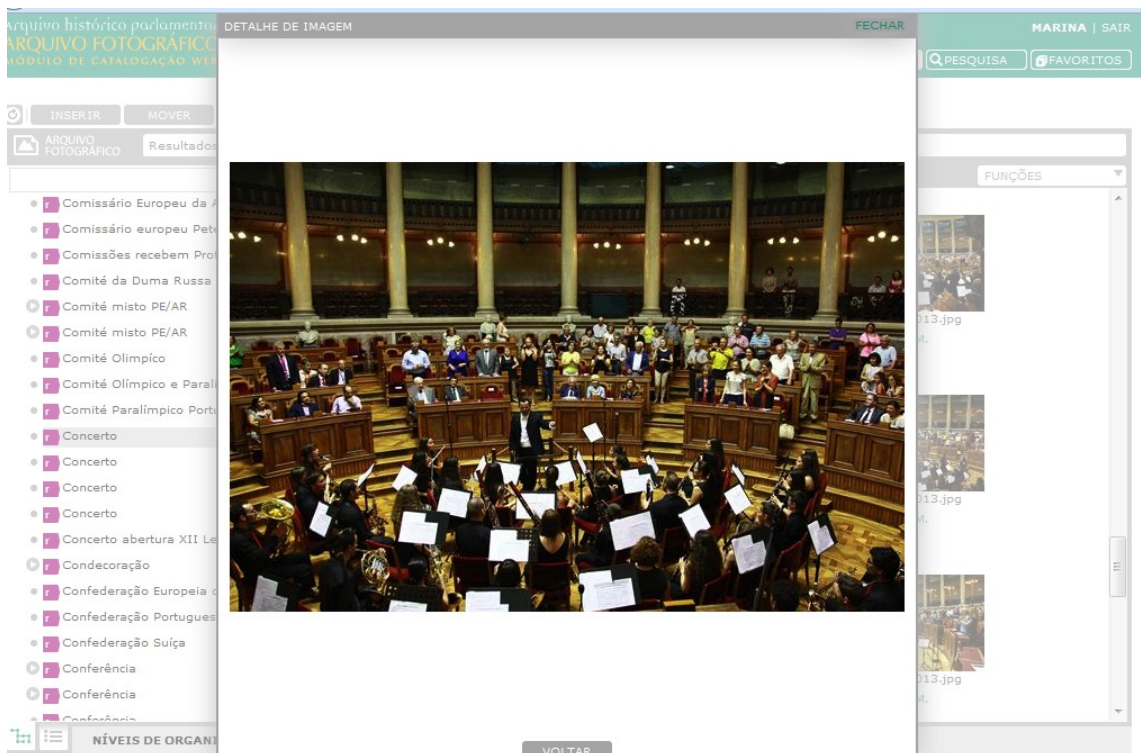 Arquivo histórico parlamenta
DETALHE DE IMAGEM
FECHAR
MARINA | SAIR
ARQUIVO FOTOGRÁFIC
MÓDULO DE CATALOGAÇÃO WEB
PESQUISA
FAVORITOS
INSERIR
MOVER
ARQUIVO
FOTOGRÁFICO
Resultados
FUNÇÕES
Comissário Europeu da A
Comissário europeu Pete
Comissões recebem Prot
Comité da Duma Russa
Comité misto PE/AR
013.jpg
Comité misto PE/AR
M.
Comité Olimpíco
Comité Olímpico e Parali
Comité Paralímpico Portu
Concerto
Concerto
Concerto
013.jpg
Concerto
M.
Concerto abertura XII Le
Condecoração
Confederação Europeia d
Confederação Portugues
Confederação Suíça
Conferência
013.jpg
Conferência
M.
Conferência
NÍVEIS DE ORGANI
VOLTAR